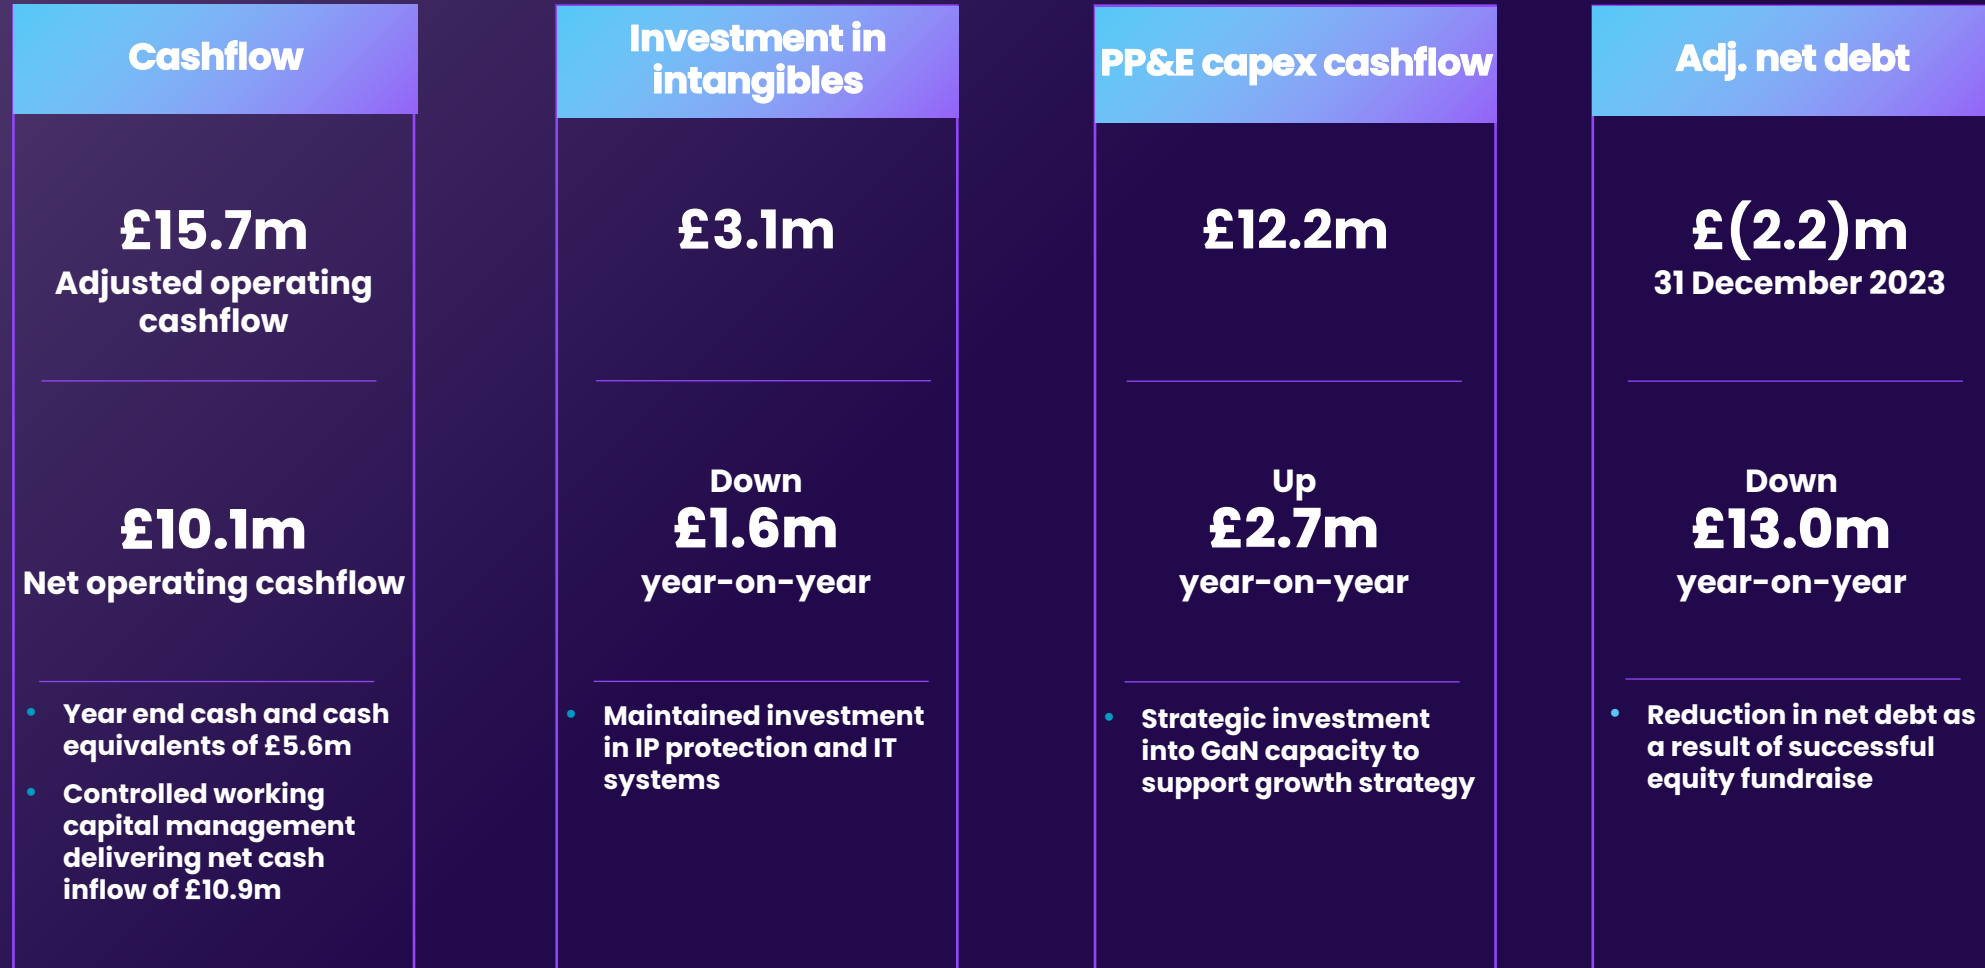 Cashflow
£15.7m
Adjusted operating
cashflow
£10.1m
Net operating cashflow
• Year end cash and cash
equivalents of £5.6m
• Controlled working
capital management
delivering net cash
inflow of £10.9m
Investment in
intangibles
£3.1m
Down
£1.6m
year-on-year
• Maintained investment
in IP protection and IT
systems
PP&E capex cashflow
£12.2m
Up
£2.7m
year-on-year
• Strategic investment
into GaN capacity to
support growth strategy
Adj. net debt
£(2.2)m
31 December 2023
Down
£13.0m
year-on-year
• Reduction in net debt as
a result of successful
equity fundraise